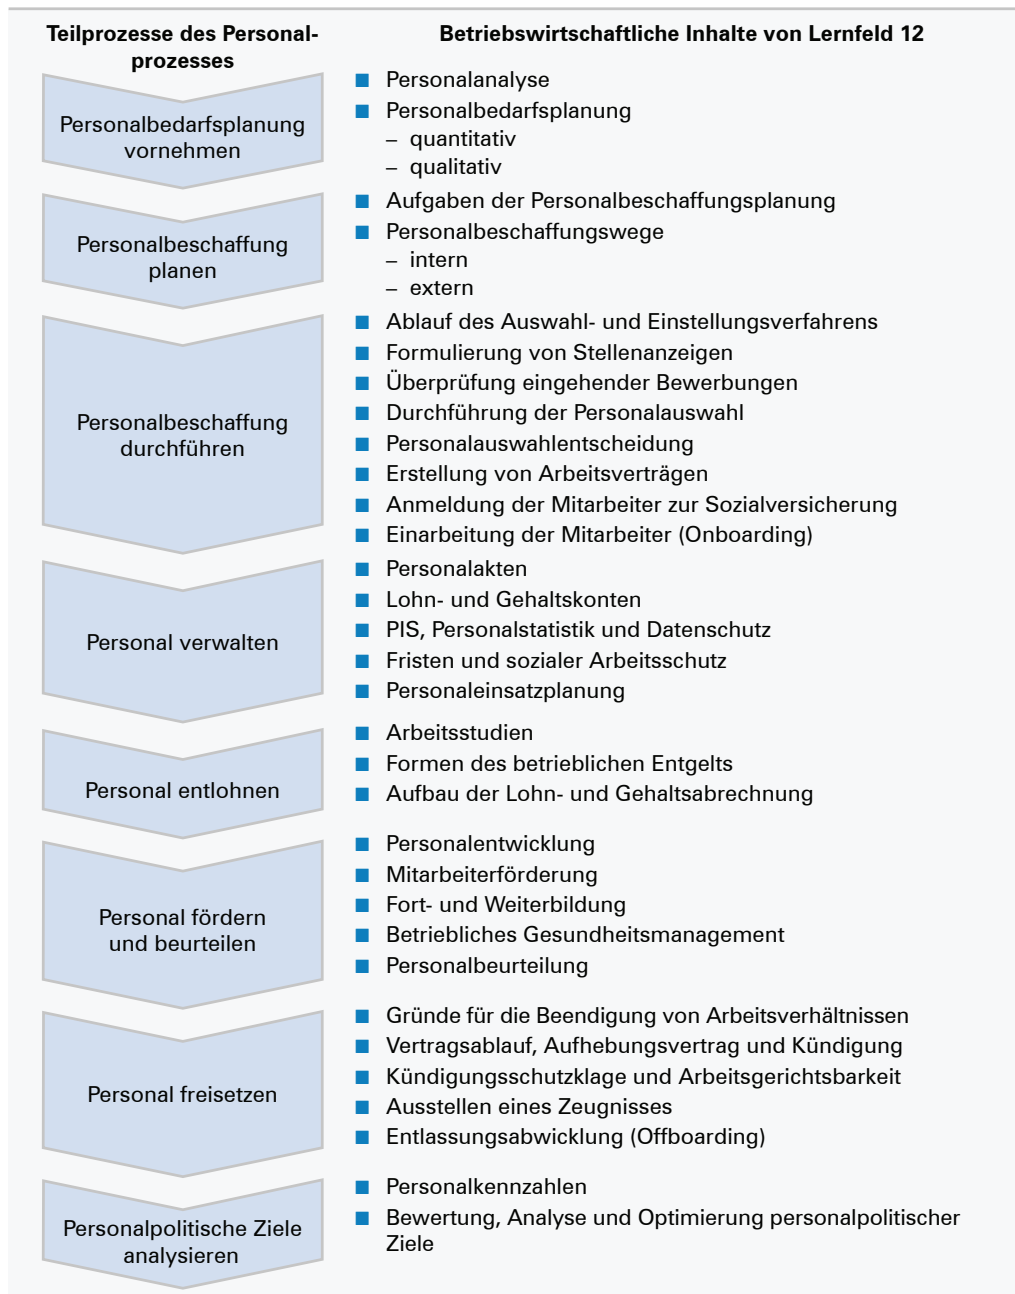 Teilprozesse des Personal-
prozesses
Betriebswirtschaftliche Inhalte von Lernfeld 12
Personalbedarfsplanung
vornehmen
■ Personalanalyse
■ Personalbedarfsplanung
– quantitativ
– qualitativ
Personalbeschaffung
planen
■ Aufgaben der Personalbeschaffungsplanung
■ Personalbeschaffungswege
– intern
– extern
Personalbeschaffung
durchführen
■ Ablauf des Auswahl- und Einstellungsverfahrens
■ Formulierung von Stellenanzeigen
■ Überprüfung eingehender Bewerbungen
■ Durchführung der Personalauswahl
■ Personalauswahlentscheidung
■ Erstellung von Arbeitsverträgen
■ Anmeldung der Mitarbeiter zur Sozialversicherung
■ Einarbeitung der Mitarbeiter (Onboarding)
Personal verwalten
■ Personalakten
■ Lohn- und Gehaltskonten
■ PIS, Personalstatistik und Datenschutz
■ Fristen und sozialer Arbeitsschutz
■ Personaleinsatzplanung
Personal entlohnen
■ Arbeitsstudien
■ Formen des betrieblichen Entgelts
■ Aufbau der Lohn- und Gehaltsabrechnung
Personal fördern
und beurteilen
■ Personalentwicklung
■ Mitarbeiterförderung
■ Fort- und Weiterbildung
■ Betriebliches Gesundheitsmanagement
■ Personalbeurteilung
Personal freisetzen
■ Gründe für die Beendigung von Arbeitsverhältnissen
■ Vertragsablauf, Aufhebungsvertrag und Kündigung
■ Kündigungsschutzklage und Arbeitsgerichtsbarkeit
■ Ausstellen eines Zeugnisses
■ Entlassungsabwicklung (Offboarding)
Personalpolitische Ziele
analysieren
■ Personalkennzahlen
■ Bewertung, Analyse und Optimierung personalpolitischer
Ziele